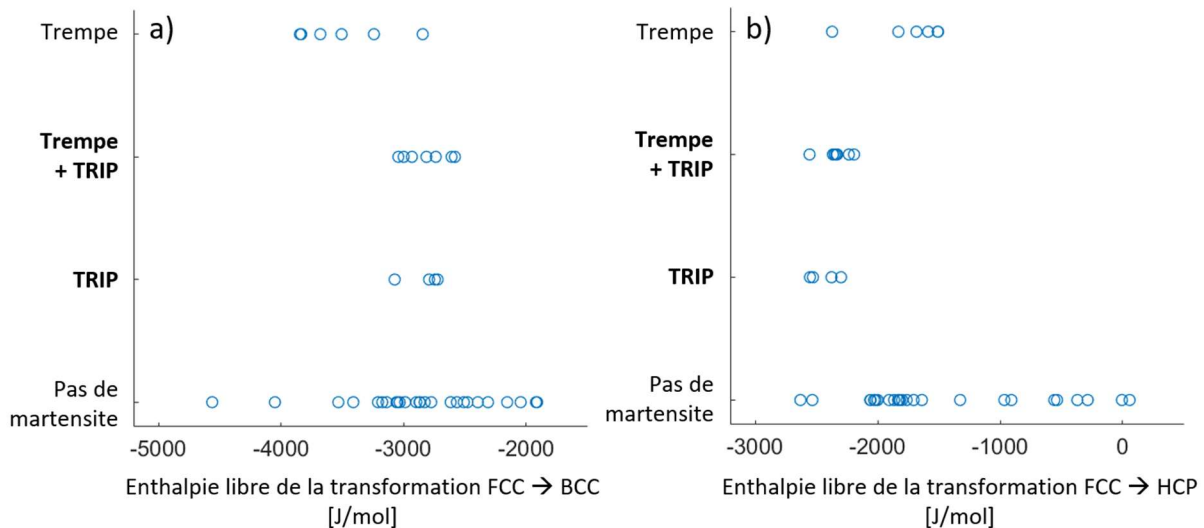 a)
Trempe
Trempe
+ TRIP
TRIP
Pas de
martensite
-5000 -4000 -3000 -2000
Enthalpie libre de la transformation FCC → BCC
[J/mol]
b)
Trempe
Trempe
+ TRIP
TRIP
Pas de
martensite
-3000 -2000 -1000 0
Enthalpie libre de la transformation FCC → HCP
[J/mol]